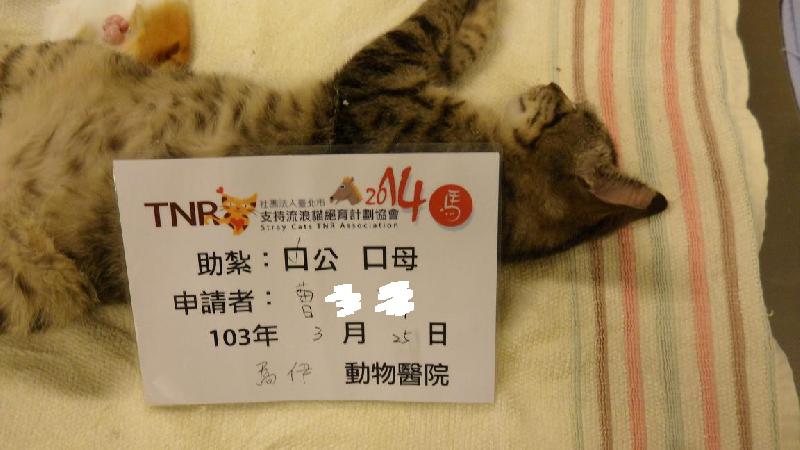 TNR 社團法人臺北市 2014 馬
支持流浪貓絕育計劃協會
Stray Cats TNR Association
助紮：口公 口母
申請者：曹
103年 3 月 25 日
喬伊 動物醫院